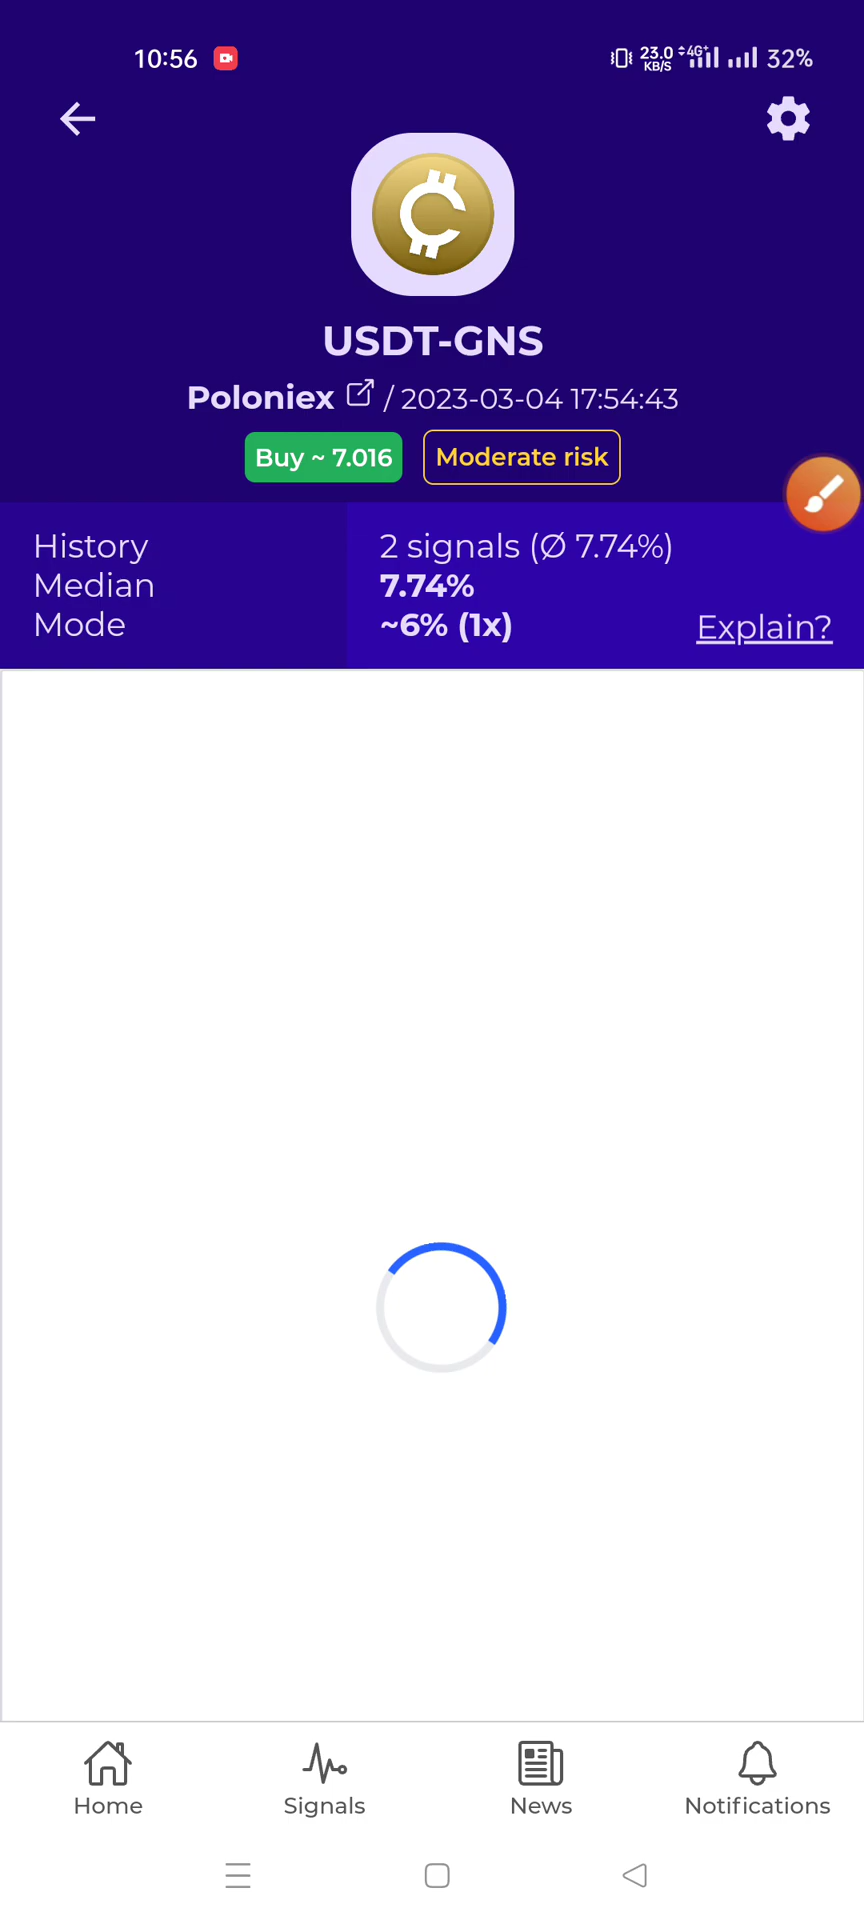 10:56 23.0 KB/S 4G+ 32%
USDT-GNS
Poloniex / 2023-03-04 17:54:43
Buy ~ 7.016 Moderate risk
History 2 signals (Ø 7.74%)
Median 7.74%
Mode ~6% (1x) Explain?
Home Signals News Notifications